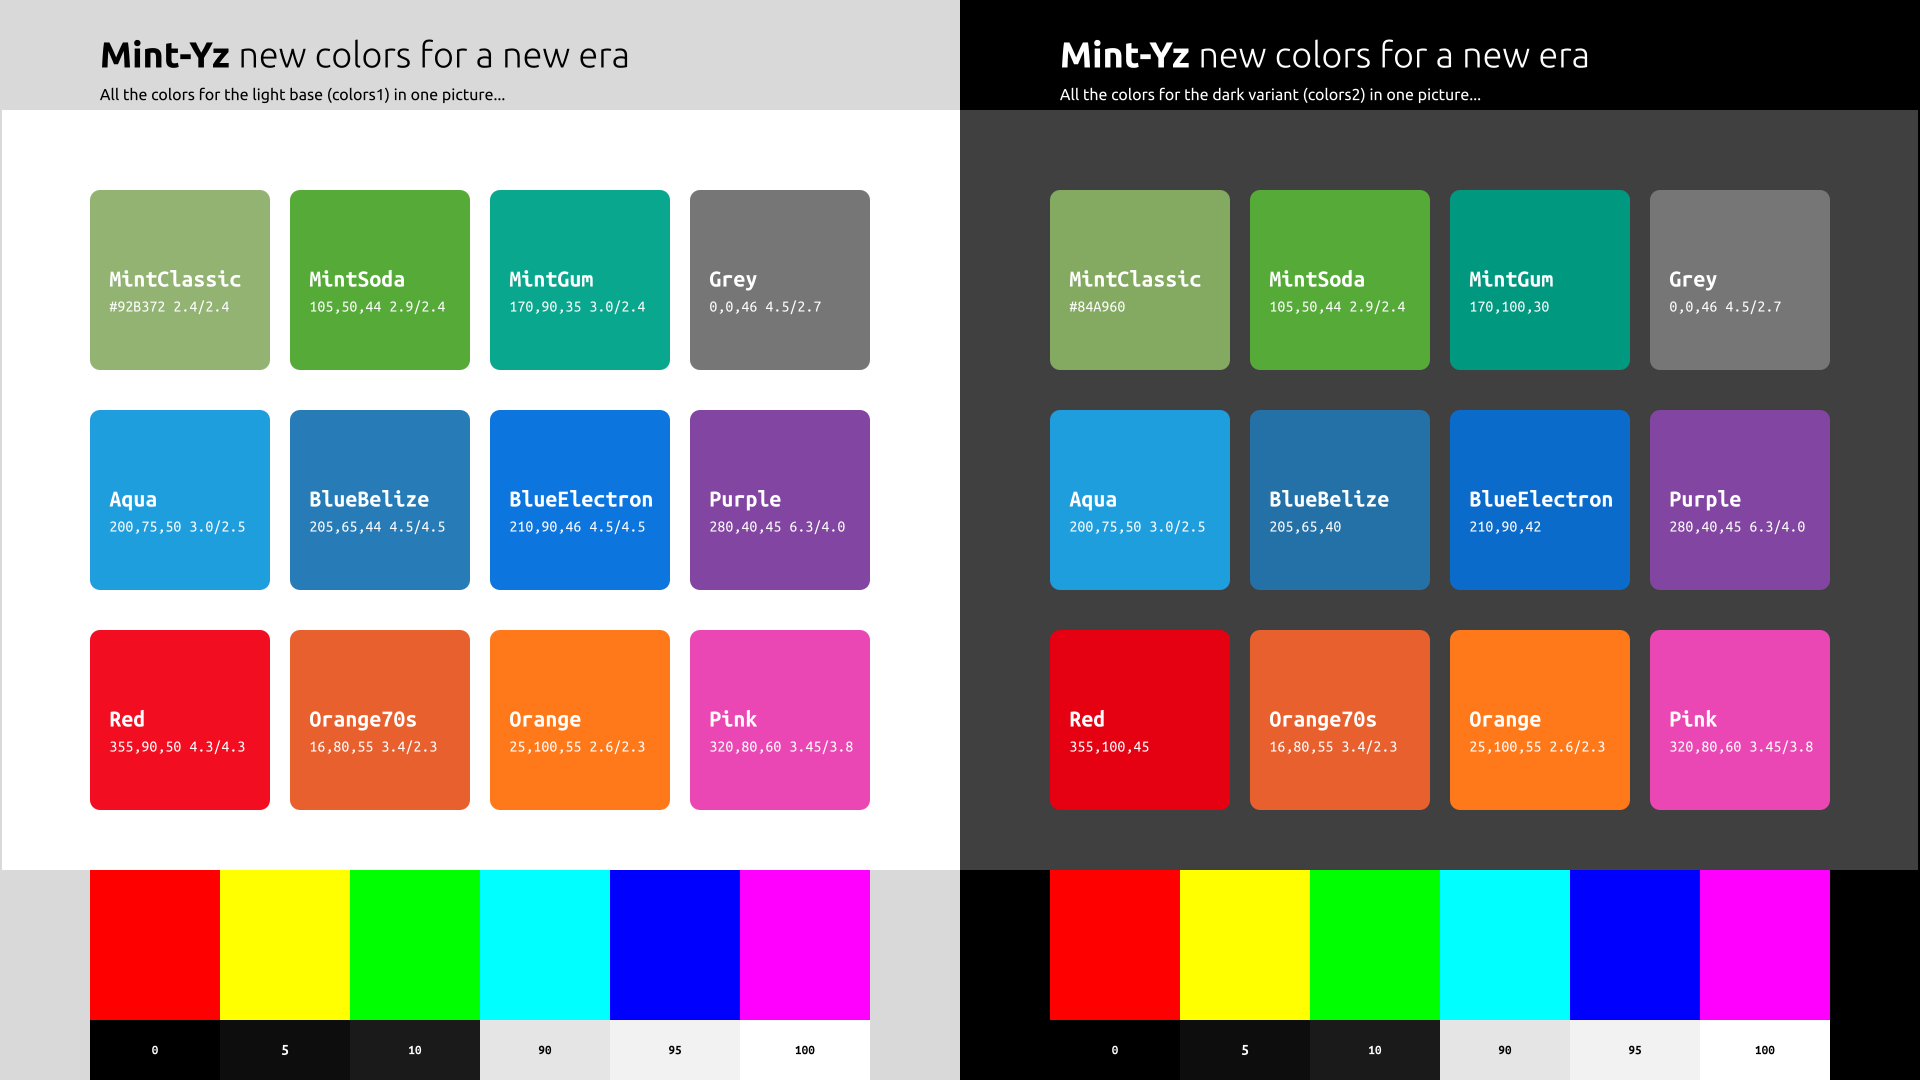 Mint-Yz new colors for a new era
All the colors for the light base (colors1) in one picture...
MintClassic
#92B372 2.4/2.4
MintSoda
105,50,44 2.9/2.4
MintGum
170,90,35 3.0/2.4
Grey
0,0,46 4.5/2.7
Aqua
200,75,50 3.0/2.5
BlueBelize
205,65,44 4.5/4.5
BlueElectron
210,90,46 4.5/4.5
Purple
280,40,45 6.3/4.0
Red
355,90,50 4.3/4.3
Orange70s
16,80,55 3.4/2.3
Orange
25,100,55 2.6/2.3
Pink
320,80,60 3.45/3.8
0 5 10 90 95 100
Mint-Yz new colors for a new era
All the colors for the dark variant (colors2) in one picture...
MintClassic
#84A960
MintSoda
105,50,44 2.9/2.4
MintGum
170,100,30
Grey
0,0,46 4.5/2.7
Aqua
200,75,50 3.0/2.5
BlueBelize
205,65,40
BlueElectron
210,90,42
Purple
280,40,45 6.3/4.0
Red
355,100,45
Orange70s
16,80,55 3.4/2.3
Orange
25,100,55 2.6/2.3
Pink
320,80,60 3.45/3.8
0 5 10 90 95 100